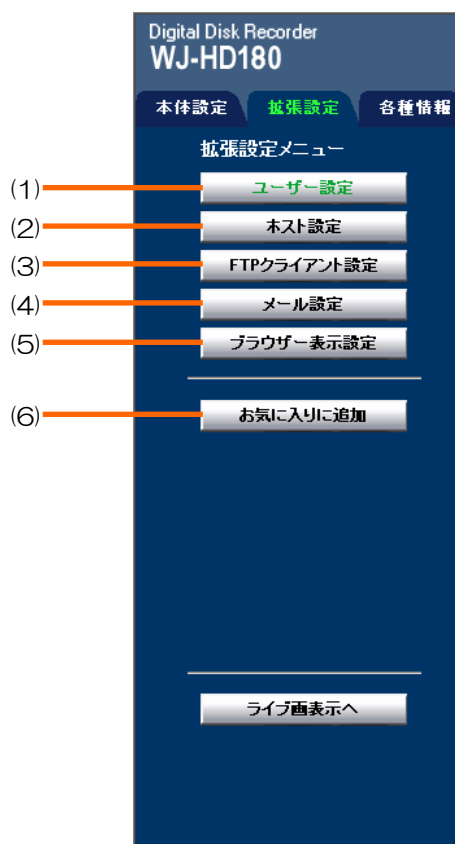 Digital Disk Recorder
WJ-HD180
本体設定 拡張設定 各種情報
拡張設定メニュー
(1) ユーザー設定
(2) ホスト設定
(3) FTPクライアント設定
(4) メール設定
(5) ブラウザー表示設定
(6) お気に入りに追加
ライブ画表示へ